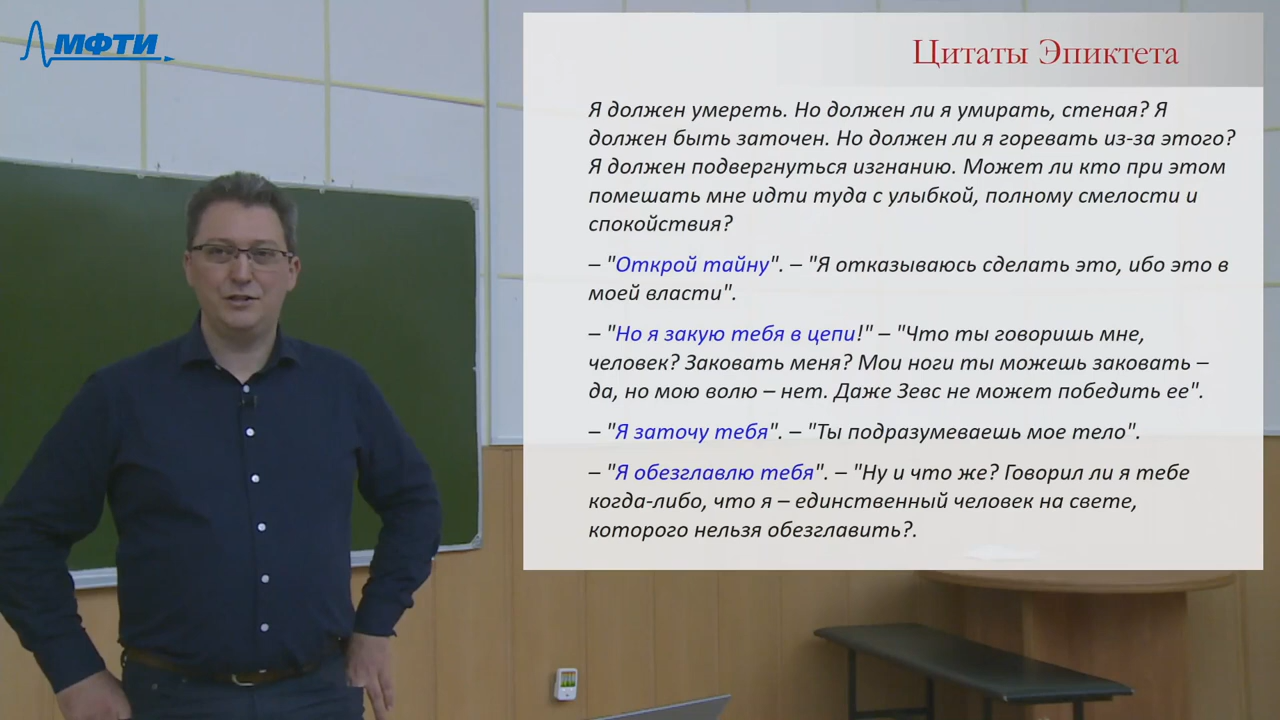 МФТИ
Цитаты Эпиктета
Я должен умереть. Но должен ли я умирать, стеная? Я
должен быть заточен. Но должен ли я горевать из-за этого?
Я должен подвергнуться изгнанию. Может ли кто при этом
помешать мне идти туда с улыбкой, полному смелости и
спокойствия?
– "Открой тайну". – "Я отказываюсь сделать это, ибо это в
моей власти".
– "Но я закую тебя в цепи!" – "Что ты говоришь мне,
человек? Заковать меня? Мои ноги ты можешь заковать –
да, но мою волю – нет. Даже Зевс не может победить ее".
– "Я заточу тебя". – "Ты подразумеваешь мое тело".
– "Я обезглавлю тебя". – "Ну и что же? Говорил ли я тебе
когда-либо, что я – единственный человек на свете,
которого нельзя обезглавить?.